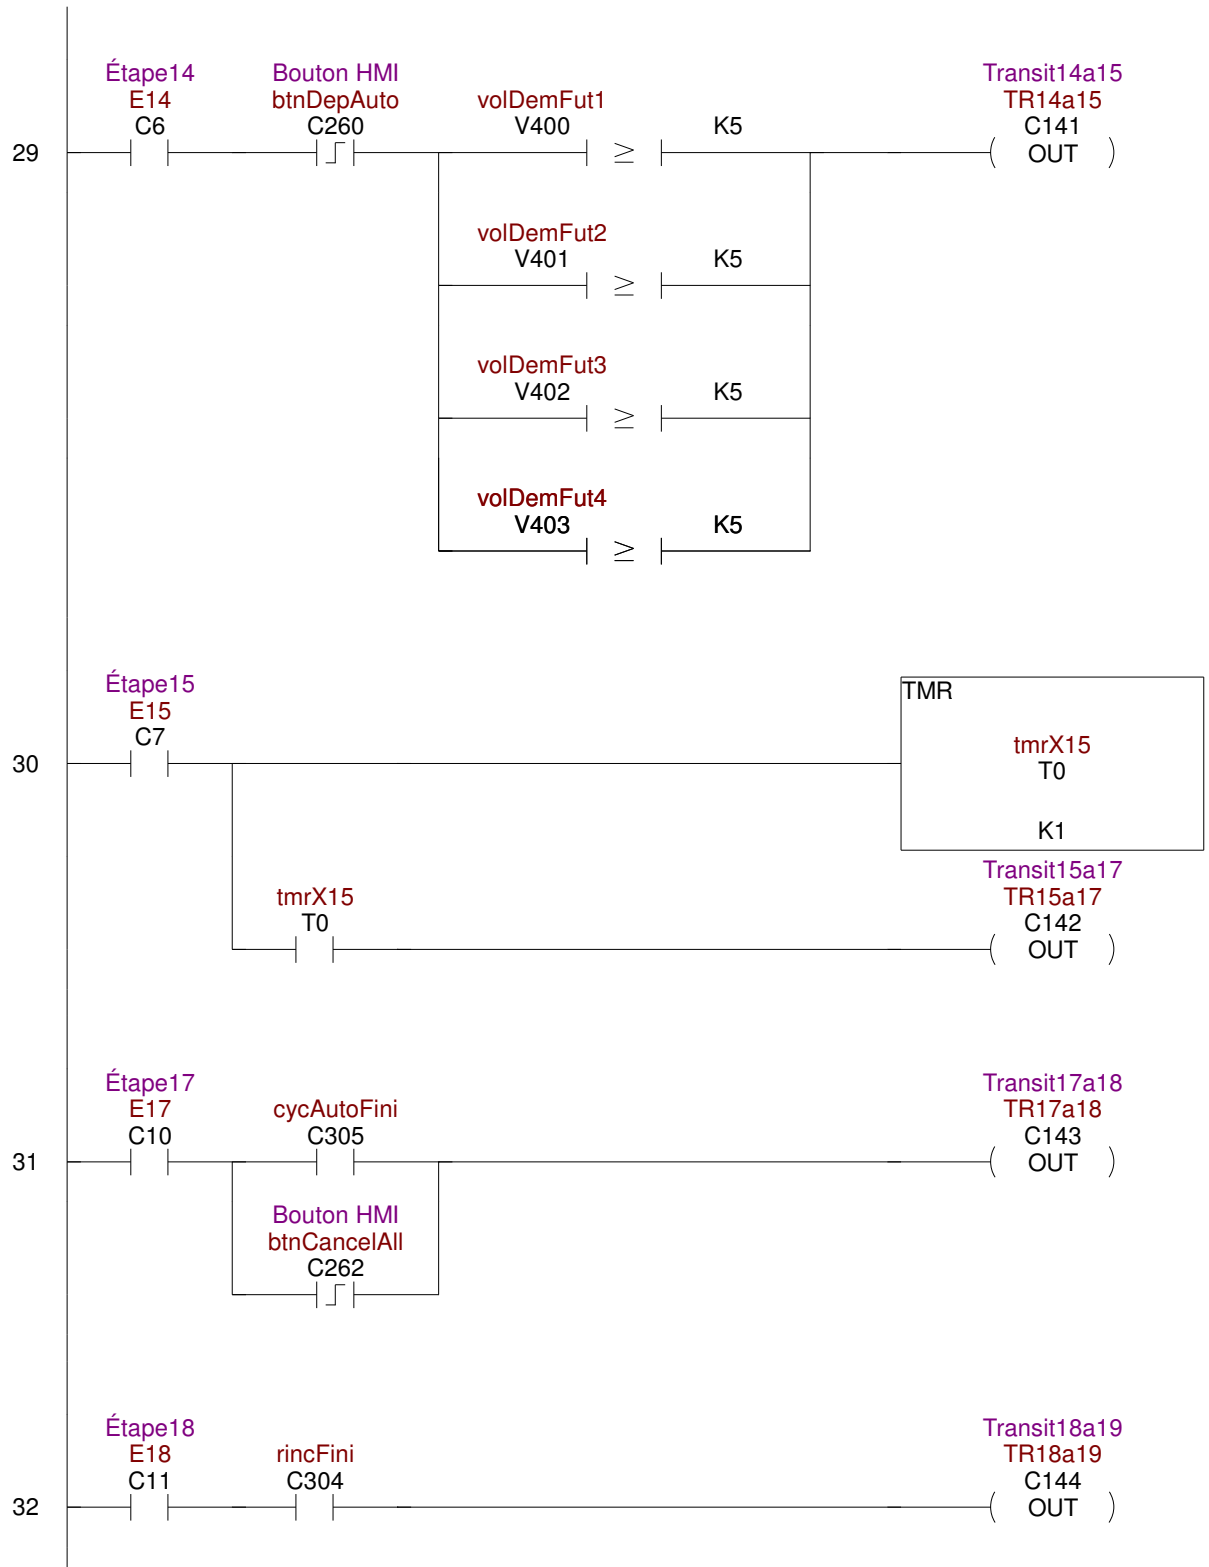 Étape14
E14
C6
Bouton HMI
btnDepAuto
C260
volDemFut1
V400
≥
K5
Transit14a15
TR14a15
C141
OUT
29
volDemFut2
V401
≥
K5
volDemFut3
V402
≥
K5
volDemFut4
V403
≥
K5
Étape15
E15
C7
30
TMR
tmrX15
T0
K1
tmrX15
T0
Transit15a17
TR15a17
C142
OUT
Étape17
E17
C10
cycAutoFini
C305
Transit17a18
TR17a18
C143
OUT
31
Bouton HMI
btnCancelAll
C262
Étape18
E18
C11
rincFini
C304
Transit18a19
TR18a19
C144
OUT
32